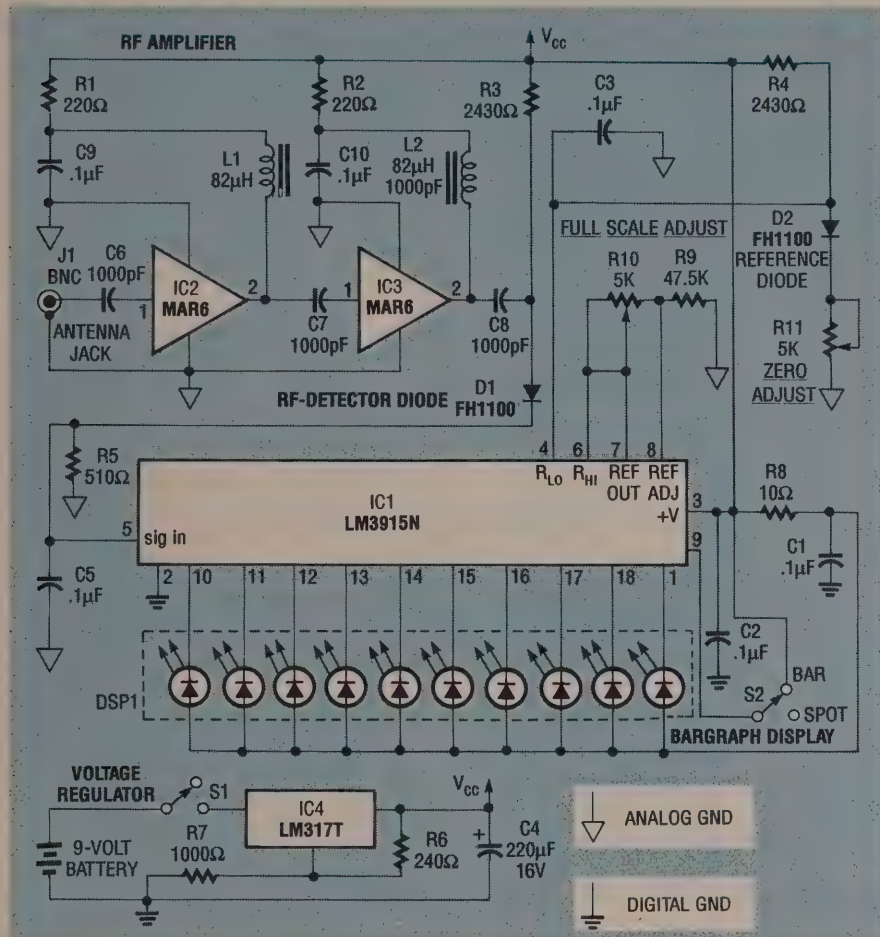 RF AMPLIFIER
VCC
R1
220Ω
R2
220Ω
R3
2430Ω
C3
.1µF
R4
2430Ω
C9
.1µF
L1
82µH
C10
.1µF
L2
82µH
1000pF
FULL SCALE ADJUST
D2
FH1100
REFERENCE
DIODE
J1
BNC
C6
1000pF
1
IC2
MAR6
2
C7
1000pF
1
IC3
MAR6
2
C8
1000pF
R10
5K
R9
47.5K
R11
5K
ZERO
ADJUST
ANTENNA
JACK
RF-DETECTOR DIODE
D1
FH1100
R5
510Ω
4
6
7
8
RLO
RHI
REF
OUT
REF
ADJ
+V
3
9
R8
10Ω
C1
.1µF
IC1
LM3915N
5
sig in
C5
.1µF
2
10
11
12
13
14
15
16
17
18
1
C2
.1µF
DSP1
S2
BAR
SPOT
BARGRAPH DISPLAY
VOLTAGE
REGULATOR
S1
IC4
LM317T
VCC
9-VOLT
BATTERY
R7
1000Ω
R6
240Ω
+
C4
220µF
16V
ANALOG GND
DIGITAL GND